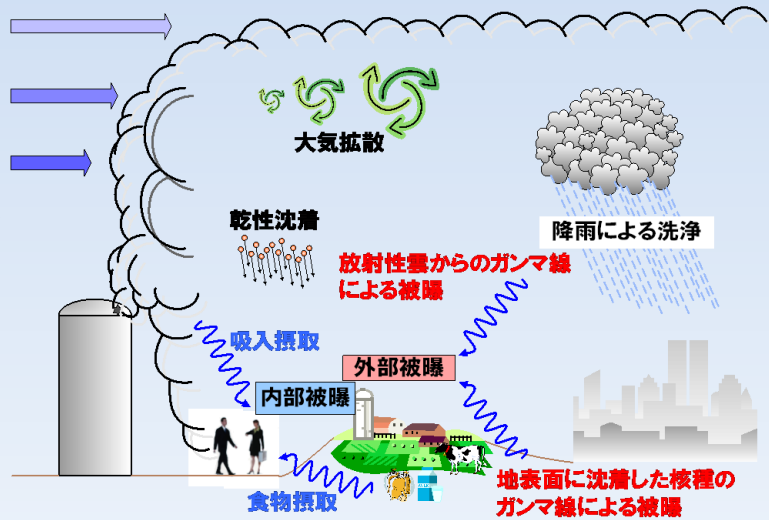 大気拡散
乾性沈着
降雨による洗浄
放射性雲からのガンマ線
による被曝
吸入摂取
外部被曝
内部被曝
食物摂取
地表面に沈着した核種の
ガンマ線による被曝